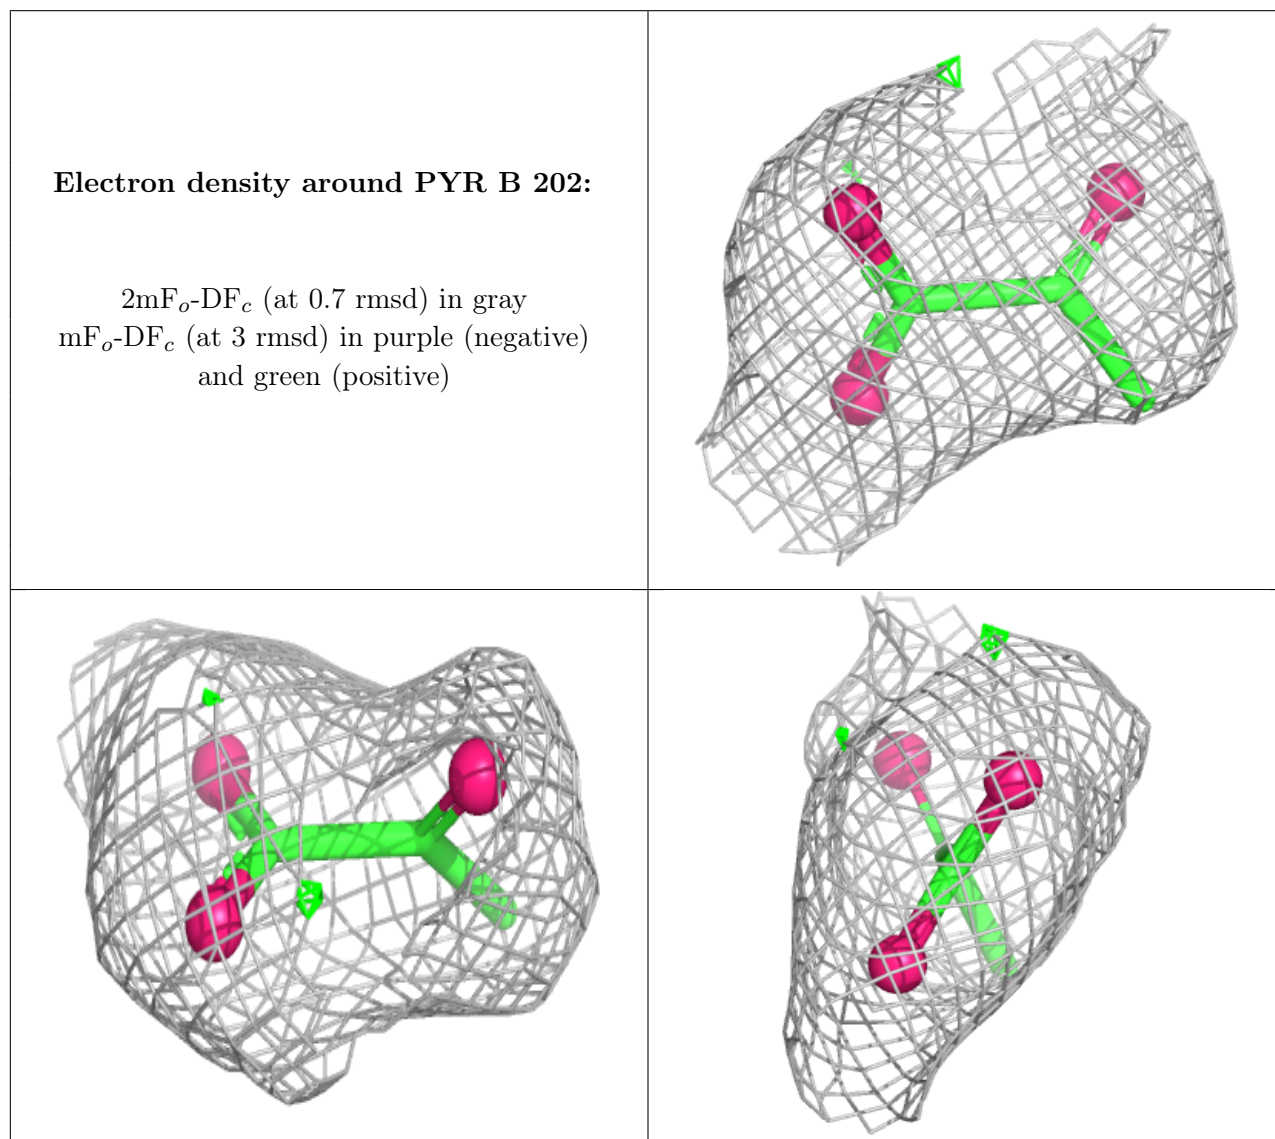 Electron density around PYR B 202:
2mFo-DFc (at 0.7 rmsd) in gray
mFo-DFc (at 3 rmsd) in purple (negative)
and green (positive)